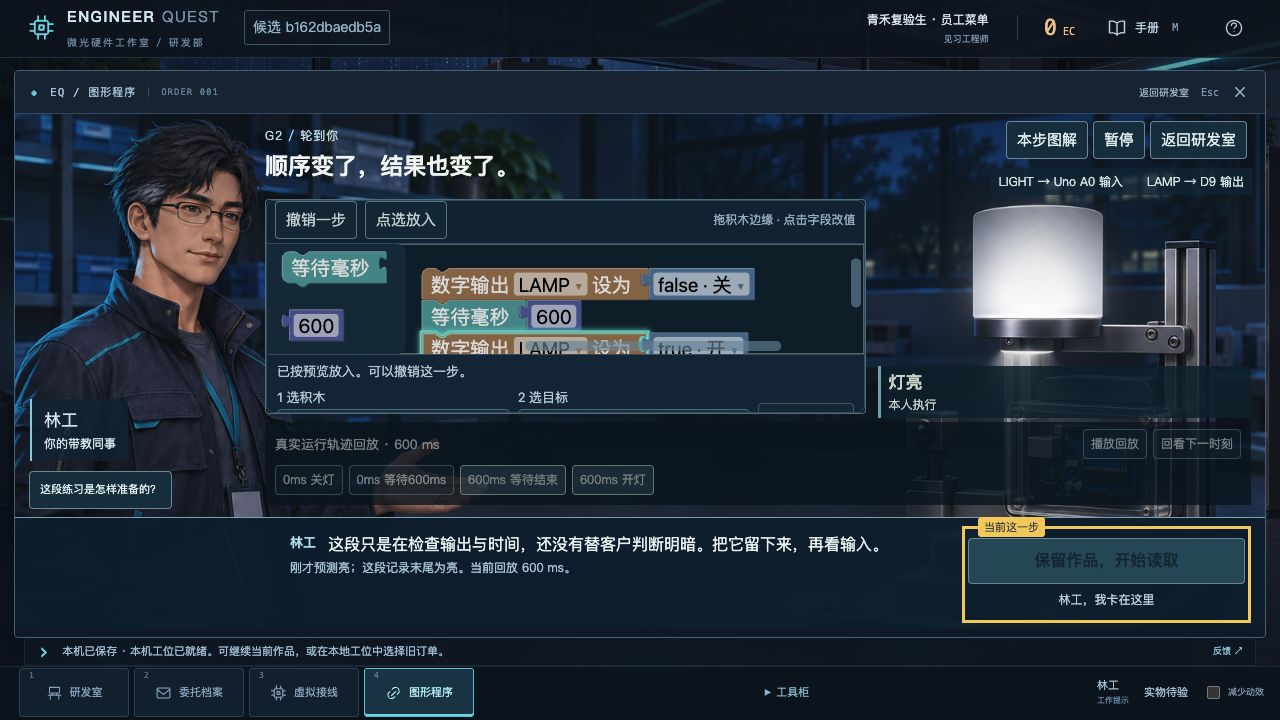 ENGINEER QUEST
微光硬件工作室 / 研发部
候选 b162dbaedb5a
青禾复验生 · 员工菜单
见习工程师
0 EC
手册 M
EQ / 图形程序 ORDER 001
返回研发室 Esc
G2 / 轮到你
顺序变了，结果也变了。
本步图解
暂停
返回研发室
LIGHT → Uno A0 输入 LAMP → D9 输出
撤销一步
点选放入
拖积木边缘 · 点击字段改值
等待毫秒
600
数字输出 LAMP 设为 false · 关
等待毫秒 600
数字输出 LAMP 设为 true · 开
已按预览放入。可以撤销这一步。
1 选积木
2 选目标
灯亮
本人执行
林工
你的带教同事
这段练习是怎样准备的?
真实运行轨迹回放 · 600 ms
播放回放
回看下一时刻
0ms 关灯
0ms 等待600ms
600ms 等待结束
600ms 开灯
林工 这段只是在检查输出与时间，还没有替客户判断明暗。把它留下来，再看输入。
刚才预测亮；这段记录末尾为亮。当前回放 600 ms。
当前这一步
保留作品，开始读取
林工，我卡在这里
本机已保存 · 本机工位已就绪。可继续当前作品，或在本地工位中选择旧订单。
反馈 ↗
1 研发室
2 委托档案
3 虚拟接线
4 图形程序
工具柜
林工
工作提示
实物待验
减少动效